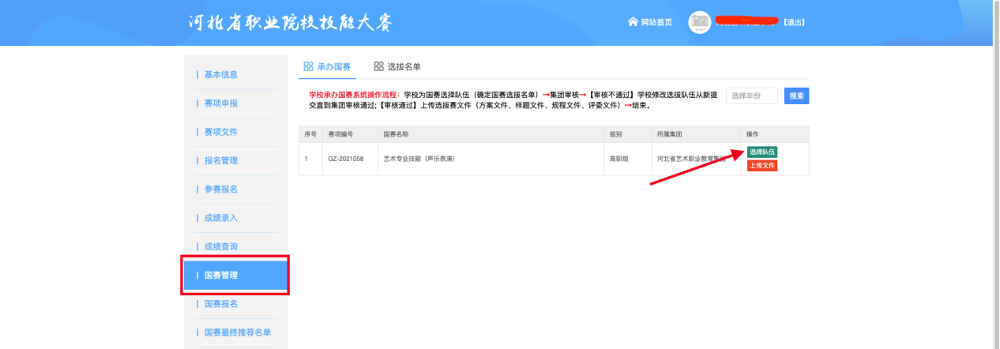 河北省职业院校技能大赛
网站首页
【退出】
基本信息
赛项申报
赛项文件
报名管理
参赛报名
成绩录入
成绩查询
国赛管理
国赛报名
国赛最终推荐名单
承办国赛 选拔名单
学校承办国赛系统操作流程：学校为国赛选择队伍（确定国赛选拔名单）→集团审核→【审核不通过】学校修改选拔队伍从新提
交直到集团审核通过;【审核通过】上传选拔赛文件（方案文件、样题文件、规程文件、评委文件）→结束。
选择年份 搜索
序号 赛项编号 国赛名称 组别 所属集团 操作
1 GZ-2021058 艺术专业技能（声乐表演） 高职组 河北省艺术职业教育集团
选择队伍
上传文件